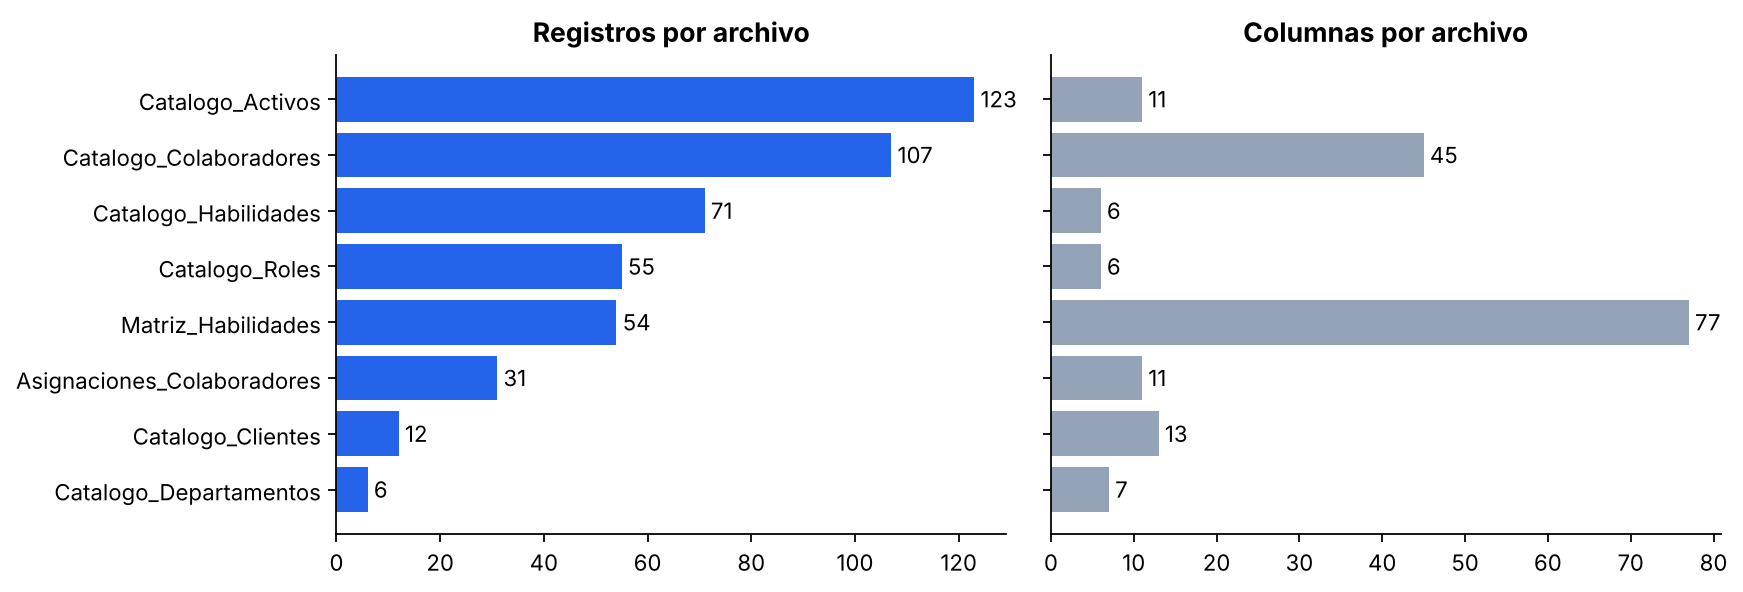 Registros por archivo
Catalogo_Activos 123
Catalogo_Colaboradores 107
Catalogo_Habilidades 71
Catalogo_Roles 55
Matriz_Habilidades 54
Asignaciones_Colaboradores 31
Catalogo_Clientes 12
Catalogo_Departamentos 6
0 20 40 60 80 100 120
Columnas por archivo
11
45
6
6
77
11
13
7
0 10 20 30 40 50 60 70 80